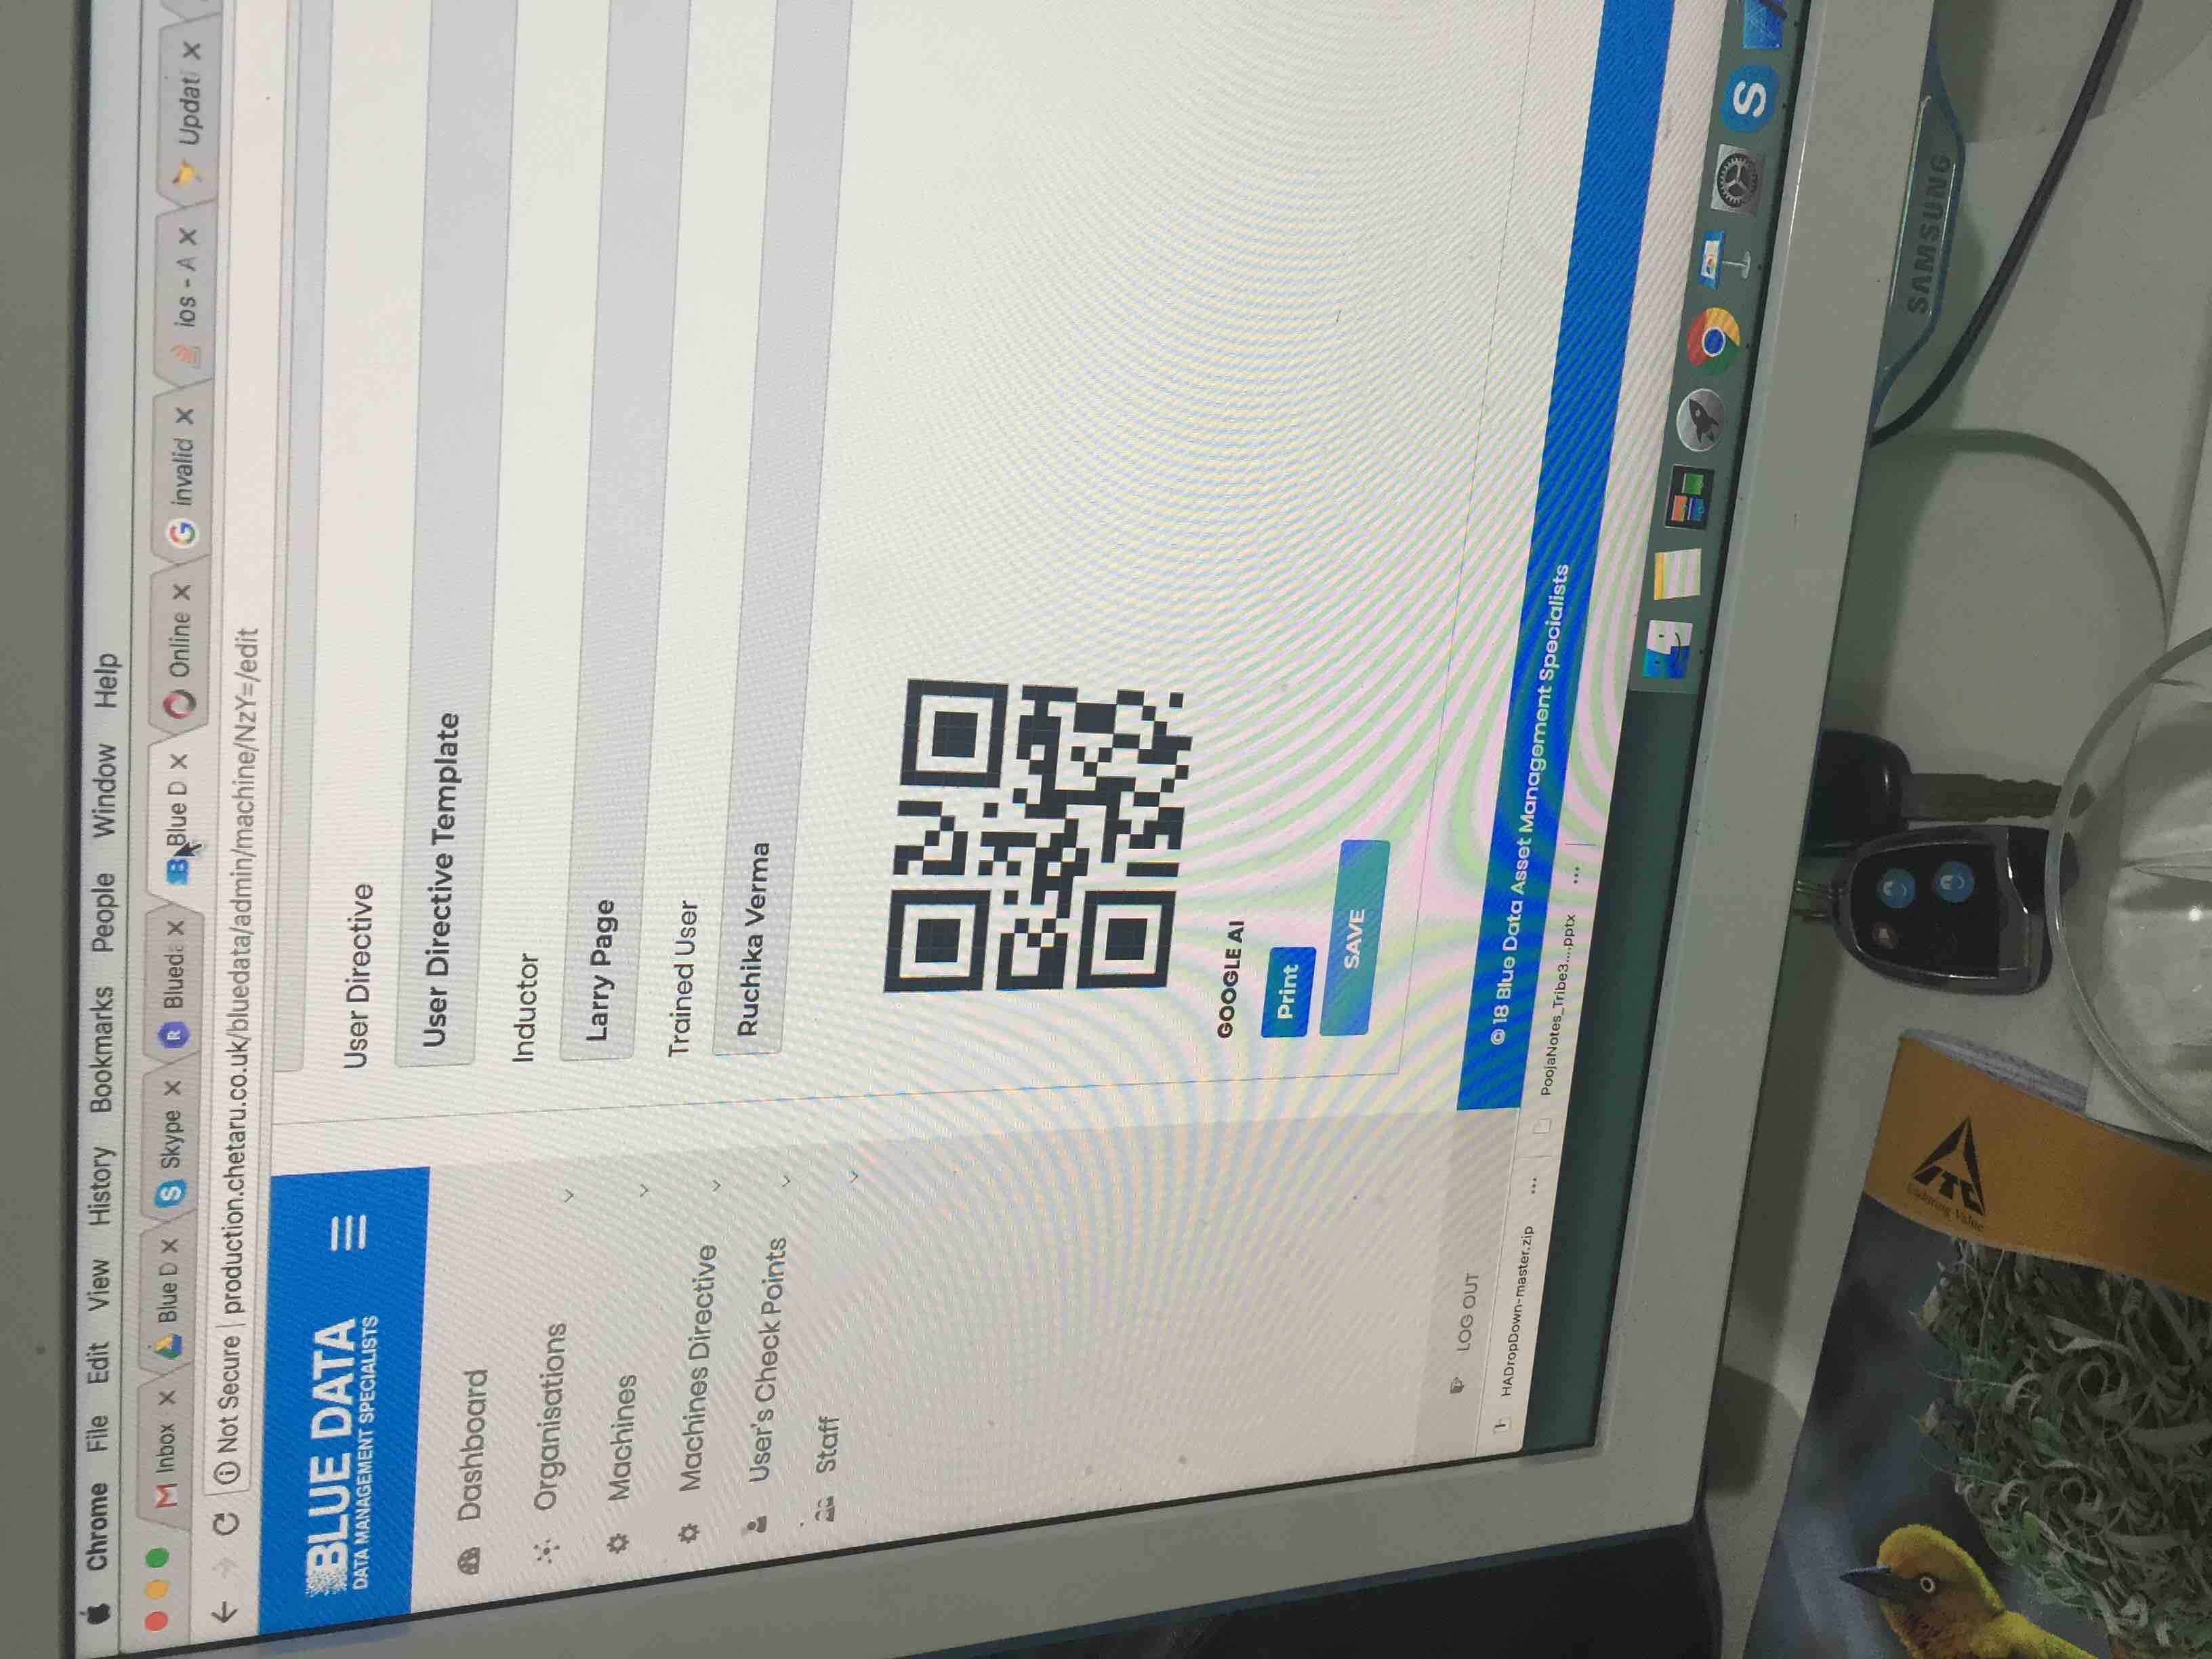 Chrome File Edit View History Bookmarks People Window Help
Inbox Blue D Skype Blueda Blue D Online invalid ios - A Updati
Not Secure | production.chetaru.co.uk/bluedata/admin/machine/NzY=/edit
BLUE DATA
DATA MANAGEMENT SPECIALISTS
Dashboard
Organisations
Machines
Machines Directive
User's Check Points
Staff
LOG OUT
User Directive
User Directive Template
Inductor
Larry Page
Trained User
Ruchika Verma
GOOGLE AI
Print
SAVE
© 18 Blue Data Asset Management Specialists
HADropDown-master.zip
PoojaNotes_Tribe3....pptx
SAMSUNG